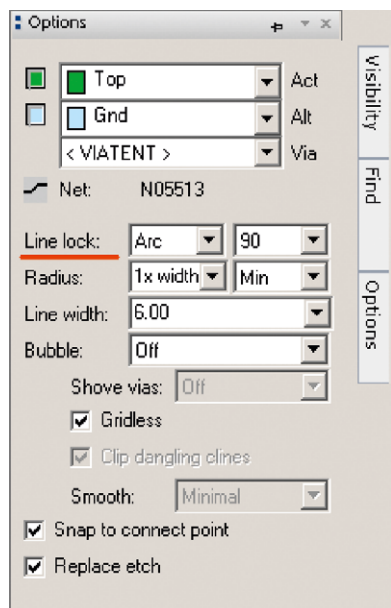 Options
Top Act
Gnd Alt
< VIATENT > Via
Net: N05513
Line lock: Arc 90
Radius: 1x width Min
Line width: 6.00
Bubble: Off
Shove vias: Off
Gridless
Clip dangling clines
Smooth: Minimal
Snap to connect point
Replace etch
Visibility
Find
Options